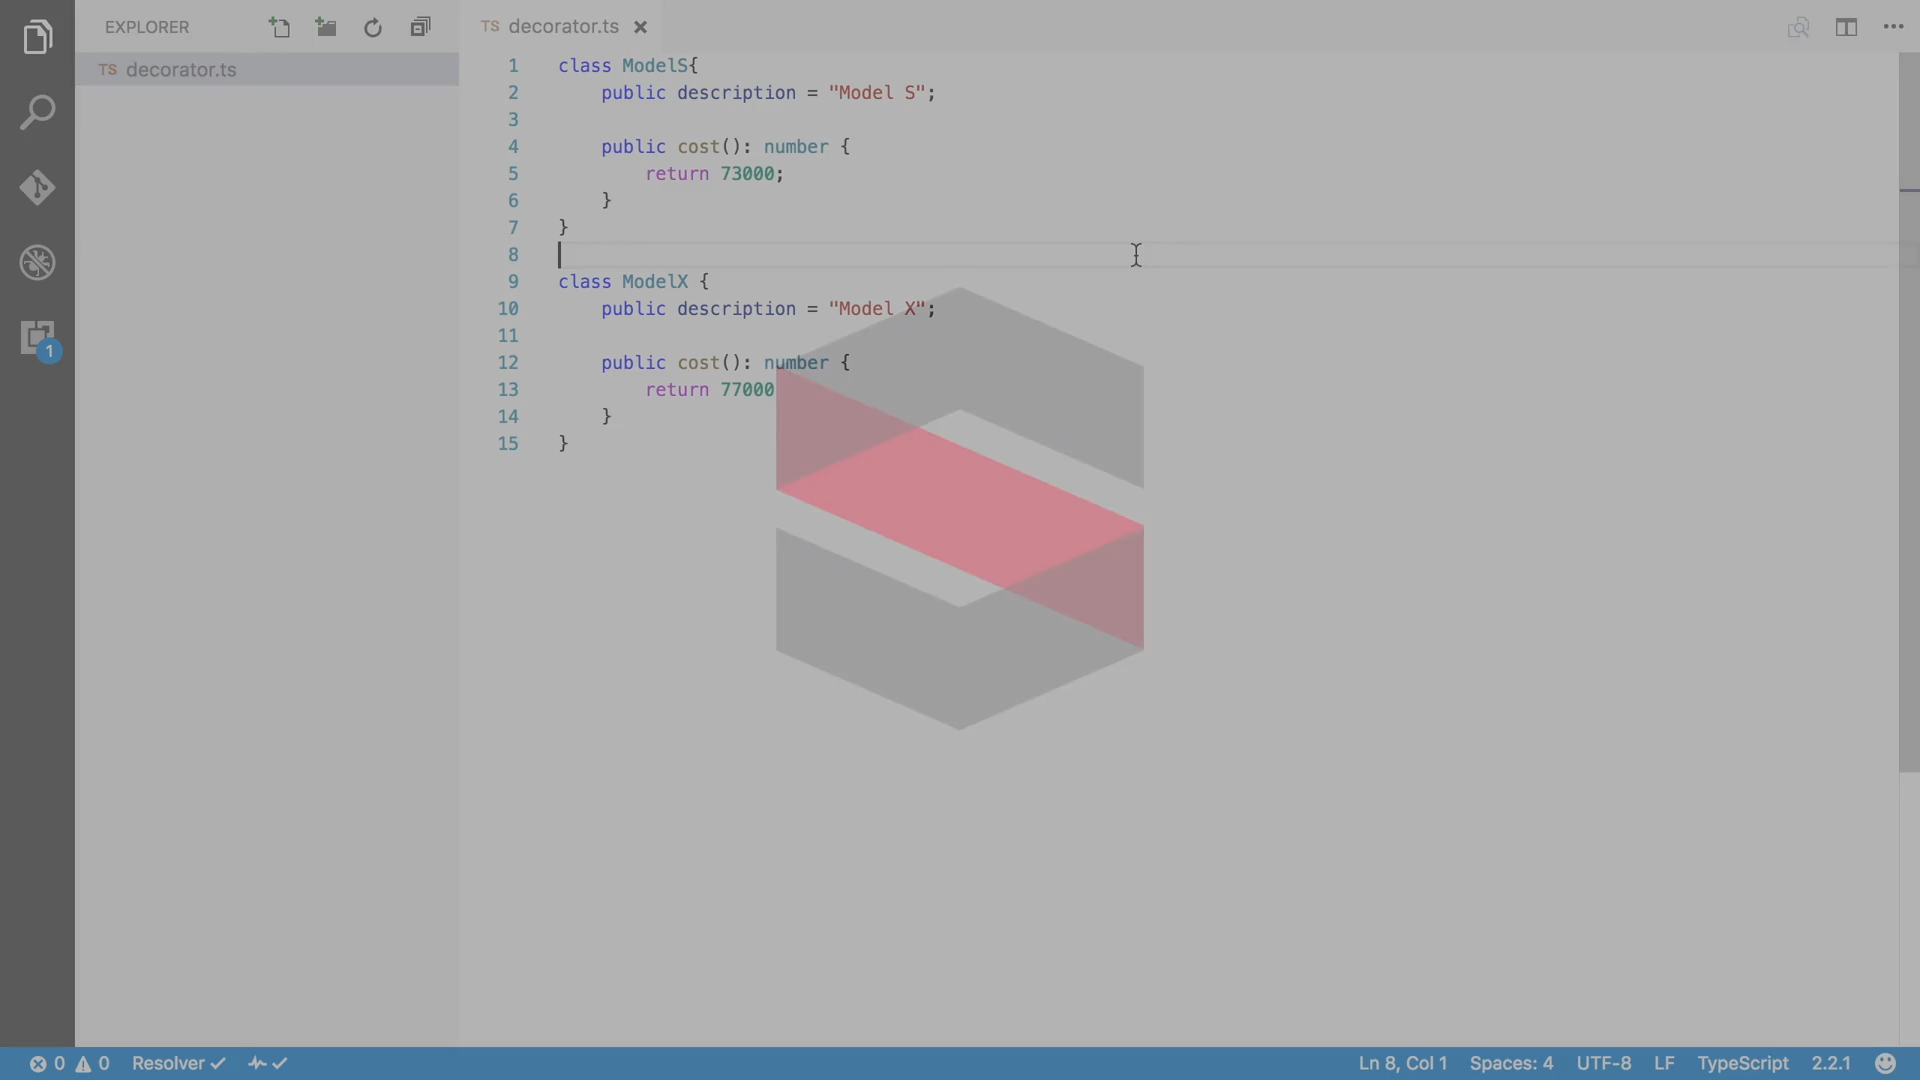 EXPLORER
TS decorator.ts
TS decorator.ts
1 class ModelS{
2     public description = "Model S";
3
4     public cost(): number {
5         return 73000;
6     }
7 }
8
9 class ModelX {
10     public description = "Model X";
11
12     public cost(): number {
13         return 77000
14     }
15 }
1
0 0 Resolver Ln 8, Col 1 Spaces: 4 UTF-8 LF TypeScript 2.2.1